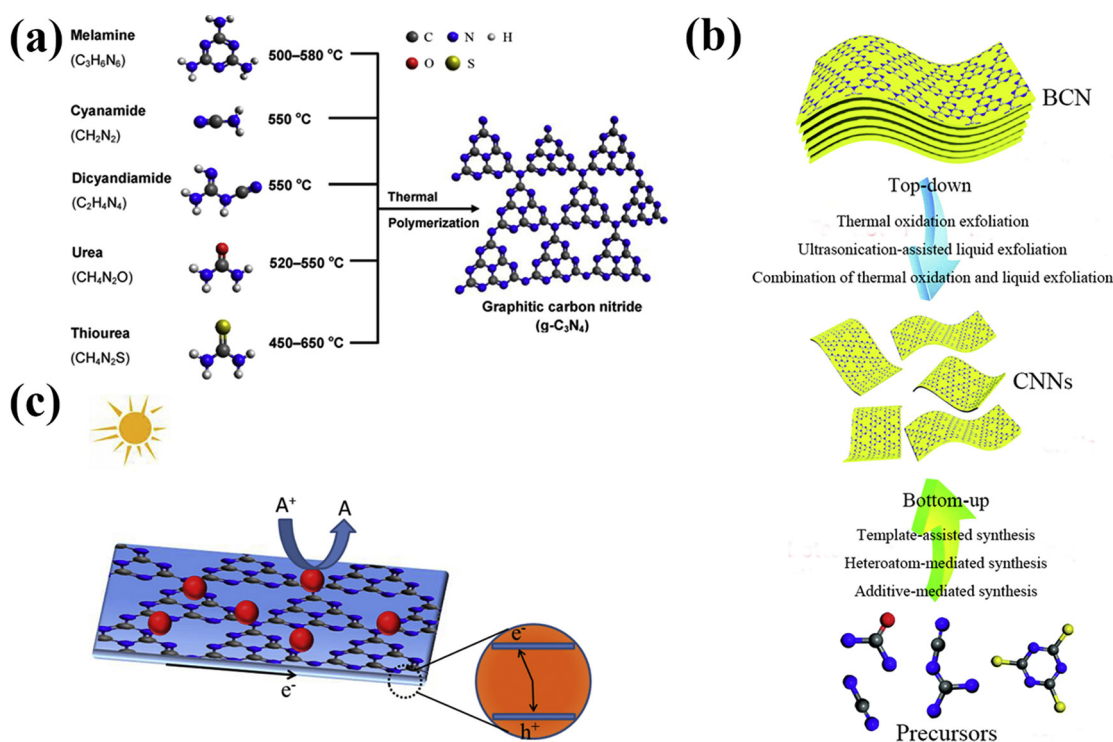 (a)
Melamine
(C3H6N6)
500–580 °C
C N H
O S
Cyanamide
(CH2N2)
550 °C
Dicyandiamide
(C2H4N4)
550 °C
Thermal
Polymerization
Urea
(CH4N2O)
520–550 °C
Graphitic carbon nitride
(g-C3N4)
Thiourea
(CH4N2S)
450–650 °C
(b)
BCN
Top-down
Thermal oxidation exfoliation
Ultrasonication-assisted liquid exfoliation
Combination of thermal oxidation and liquid exfoliation
CNNs
Bottom-up
Template-assisted synthesis
Heteroatom-mediated synthesis
Additive-mediated synthesis
Precursors
(c)
A+ A
e-
e-
h+